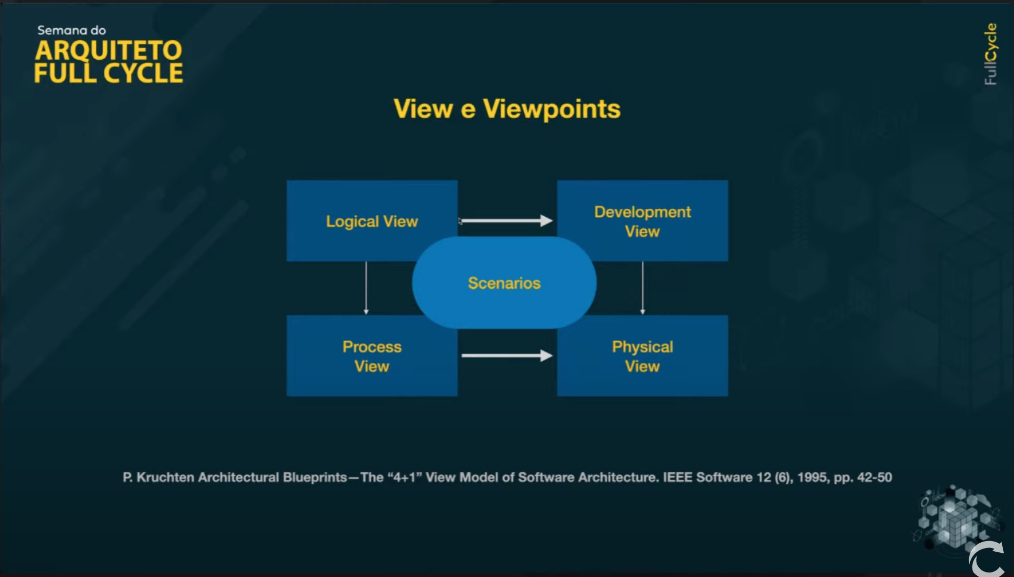 Semana do
ARQUITETO
FULL CYCLE
FullCycle
View e Viewpoints
Logical View
Development
View
Scenarios
Process
View
Physical
View
P. Kruchten Architectural Blueprints—The “4+1” View Model of Software Architecture. IEEE Software 12 (6), 1995, pp. 42-50